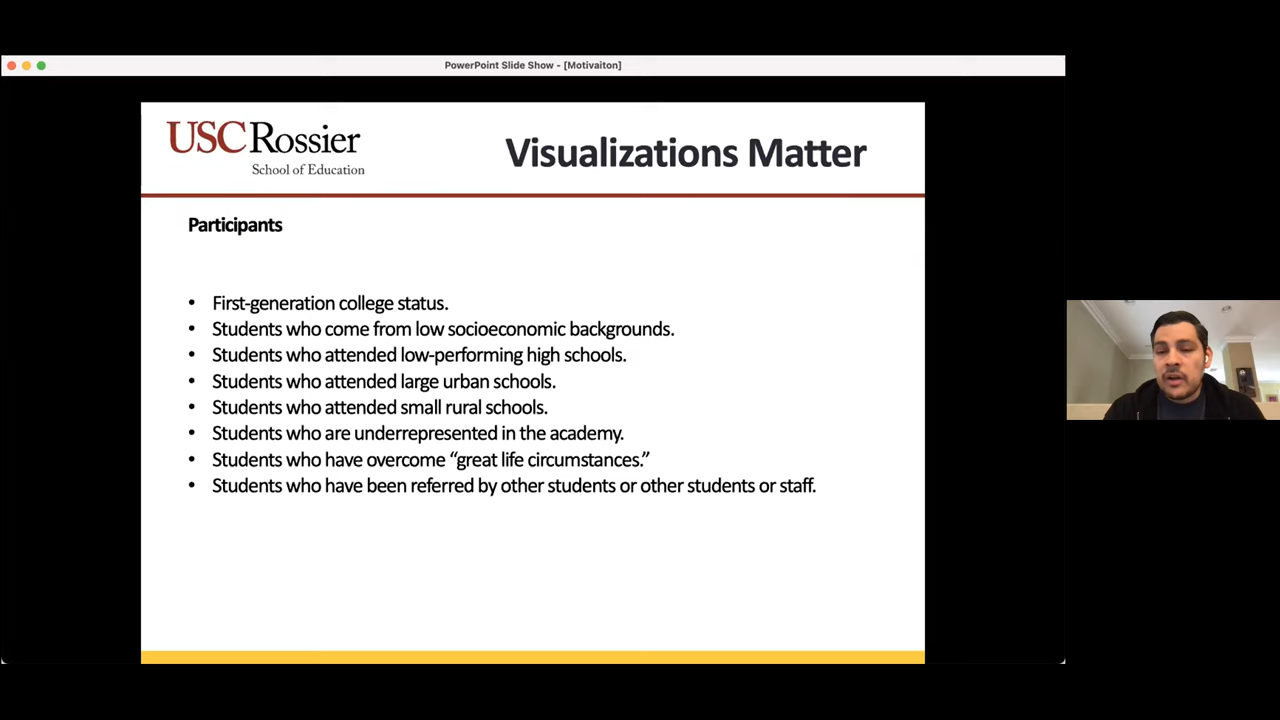 PowerPoint Slide Show - [Motivaiton]
USC Rossier
School of Education
Visualizations Matter
Participants
• First-generation college status.
• Students who come from low socioeconomic backgrounds.
• Students who attended low-performing high schools.
• Students who attended large urban schools.
• Students who attended small rural schools.
• Students who are underrepresented in the academy.
• Students who have overcome “great life circumstances.”
• Students who have been referred by other students or other students or staff.